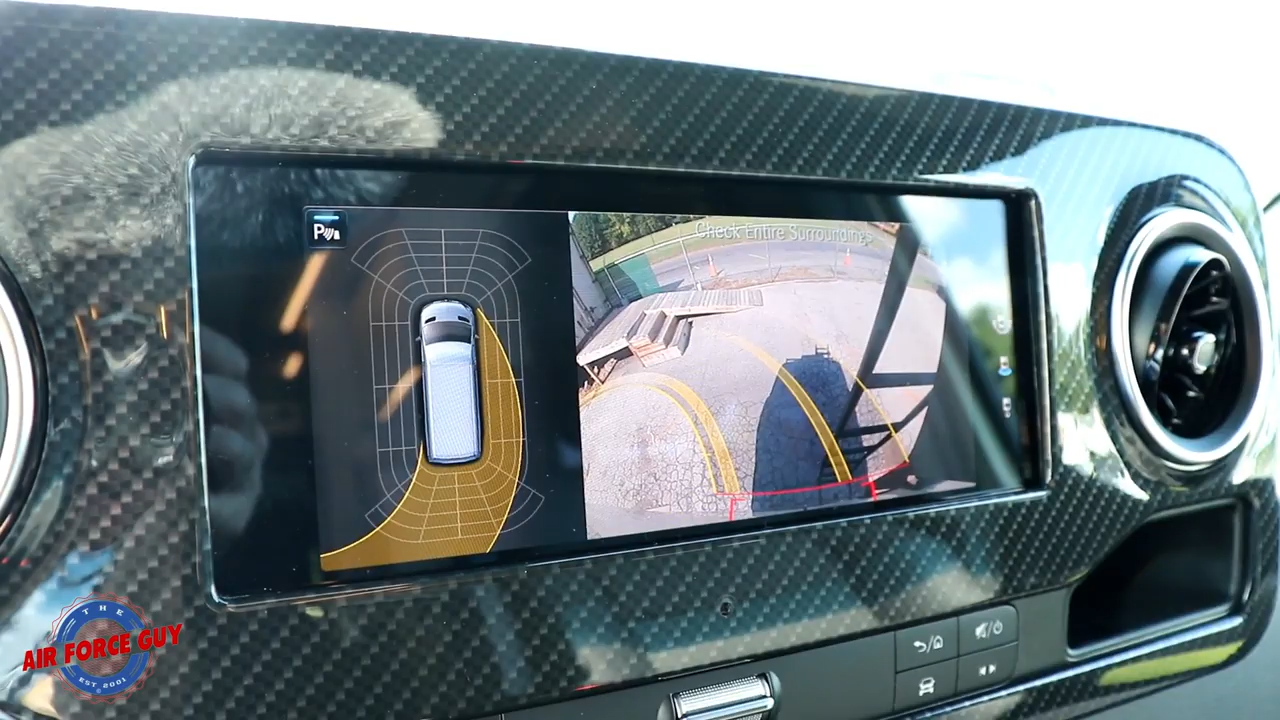 P
Check Entire Surroundings
THE
AIR FORCE GUY
EST 2001